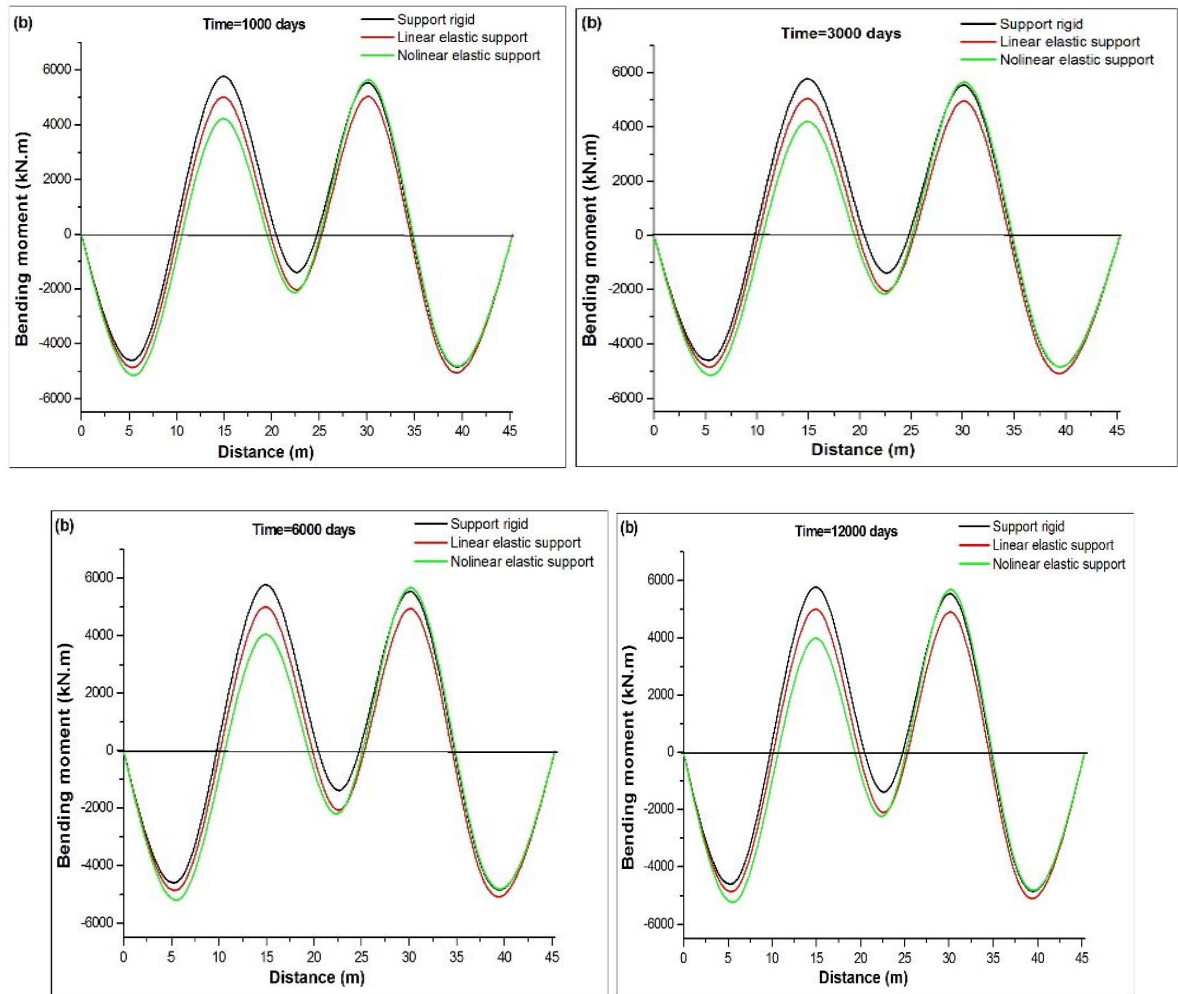 (b)
Time=1000 days
Support rigid
Linear elastic support
Nolinear elastic support
Bending moment (kN.m)
6000
4000
2000
0
-2000
-4000
-6000
0 5 10 15 20 25 30 35 40 45
Distance (m)
(b)
Time=3000 days
Support rigid
Linear elastic support
Nolinear elastic support
Bending moment (kN.m)
6000
4000
2000
0
-2000
-4000
-6000
0 5 10 15 20 25 30 35 40 45
Distance (m)
(b)
Time=6000 days
Support rigid
Linear elastic support
Nolinear elastic support
Bending moment (kN.m)
6000
4000
2000
0
-2000
-4000
-6000
0 5 10 15 20 25 30 35 40 45
Distance (m)
(b)
Time=12000 days
Support rigid
Linear elastic support
Nolinear elastic support
Bending moment (kN.m)
6000
4000
2000
0
-2000
-4000
-6000
0 5 10 15 20 25 30 35 40 45
Distance (m)